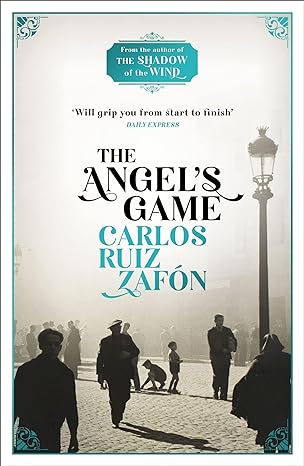 From the author of
THE SHADOW
of the WIND
‘Will grip you from start to finish’
DAILY EXPRESS
THE
ANGEL'S
GAME
CARLOS
RUIZ
ZAFÓN